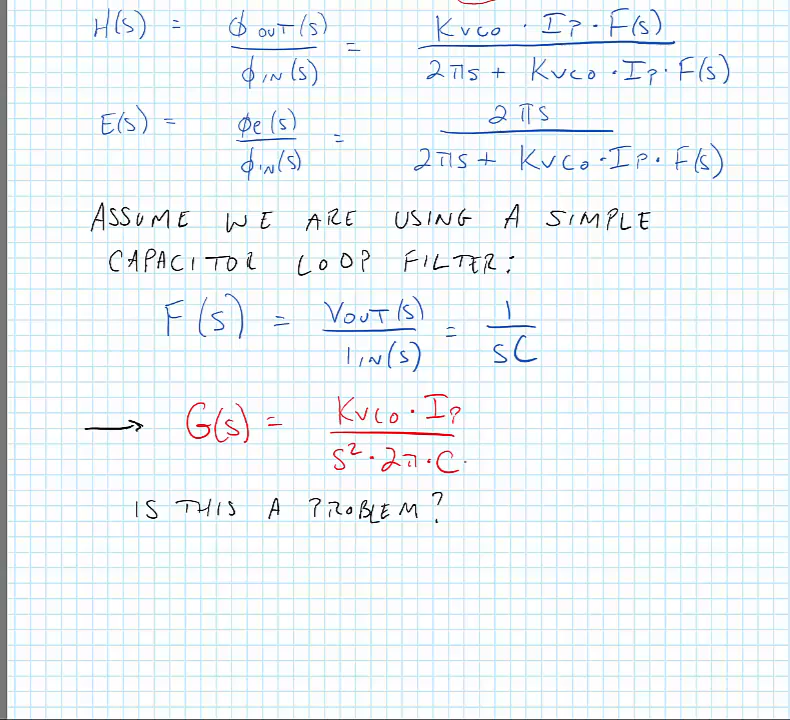 H(s) = ΦOUT(s) / ΦIN(s) = KVCO · IP · F(s) / 2πs + KVCO · IP · F(s)
E(s) = Φe(s) / ΦIN(s) = 2πs / 2πs + KVCO · IP · F(s)
ASSUME WE ARE USING A SIMPLE
CAPACITOR LOOP FILTER:
F(s) = VOUT(s) / IIN(s) = 1 / sC
→ G(s) = KVCO · IP / s² · 2π · C
IS THIS A PROBLEM?